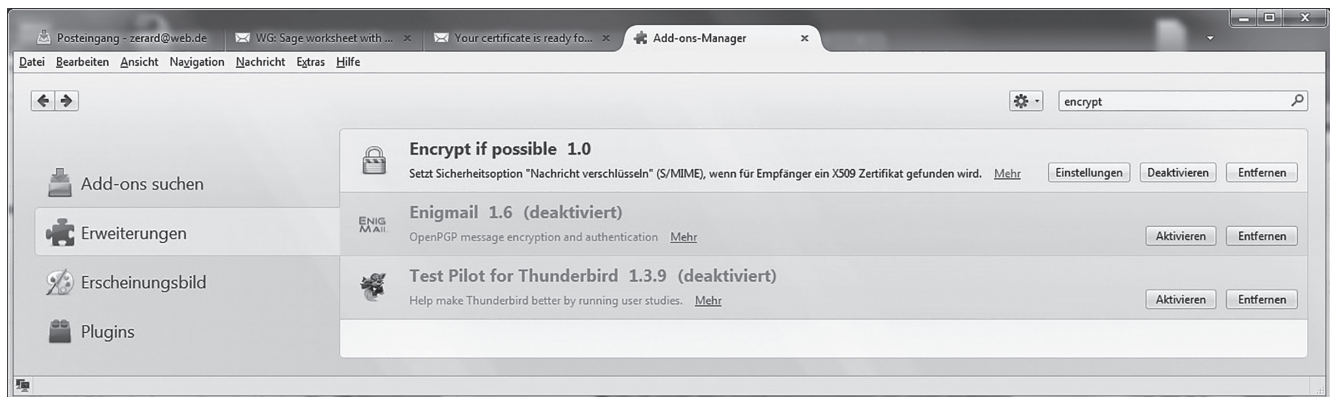 Posteingang - zerard@web.de
WG: Sage worksheet with ...
Your certificate is ready fo...
Add-ons-Manager
Datei Bearbeiten Ansicht Navigation Nachricht Extras Hilfe
encrypt
Add-ons suchen
Erweiterungen
Erscheinungsbild
Plugins
Encrypt if possible 1.0
Setzt Sicherheitsoption "Nachricht verschlüsseln" (S/MIME), wenn für Empfänger ein X509 Zertifikat gefunden wird. Mehr
Einstellungen Deaktivieren Entfernen
ENIG
MAIL
Enigmail 1.6 (deaktiviert)
OpenPGP message encryption and authentication Mehr
Aktivieren Entfernen
Test Pilot for Thunderbird 1.3.9 (deaktiviert)
Help make Thunderbird better by running user studies. Mehr
Aktivieren Entfernen